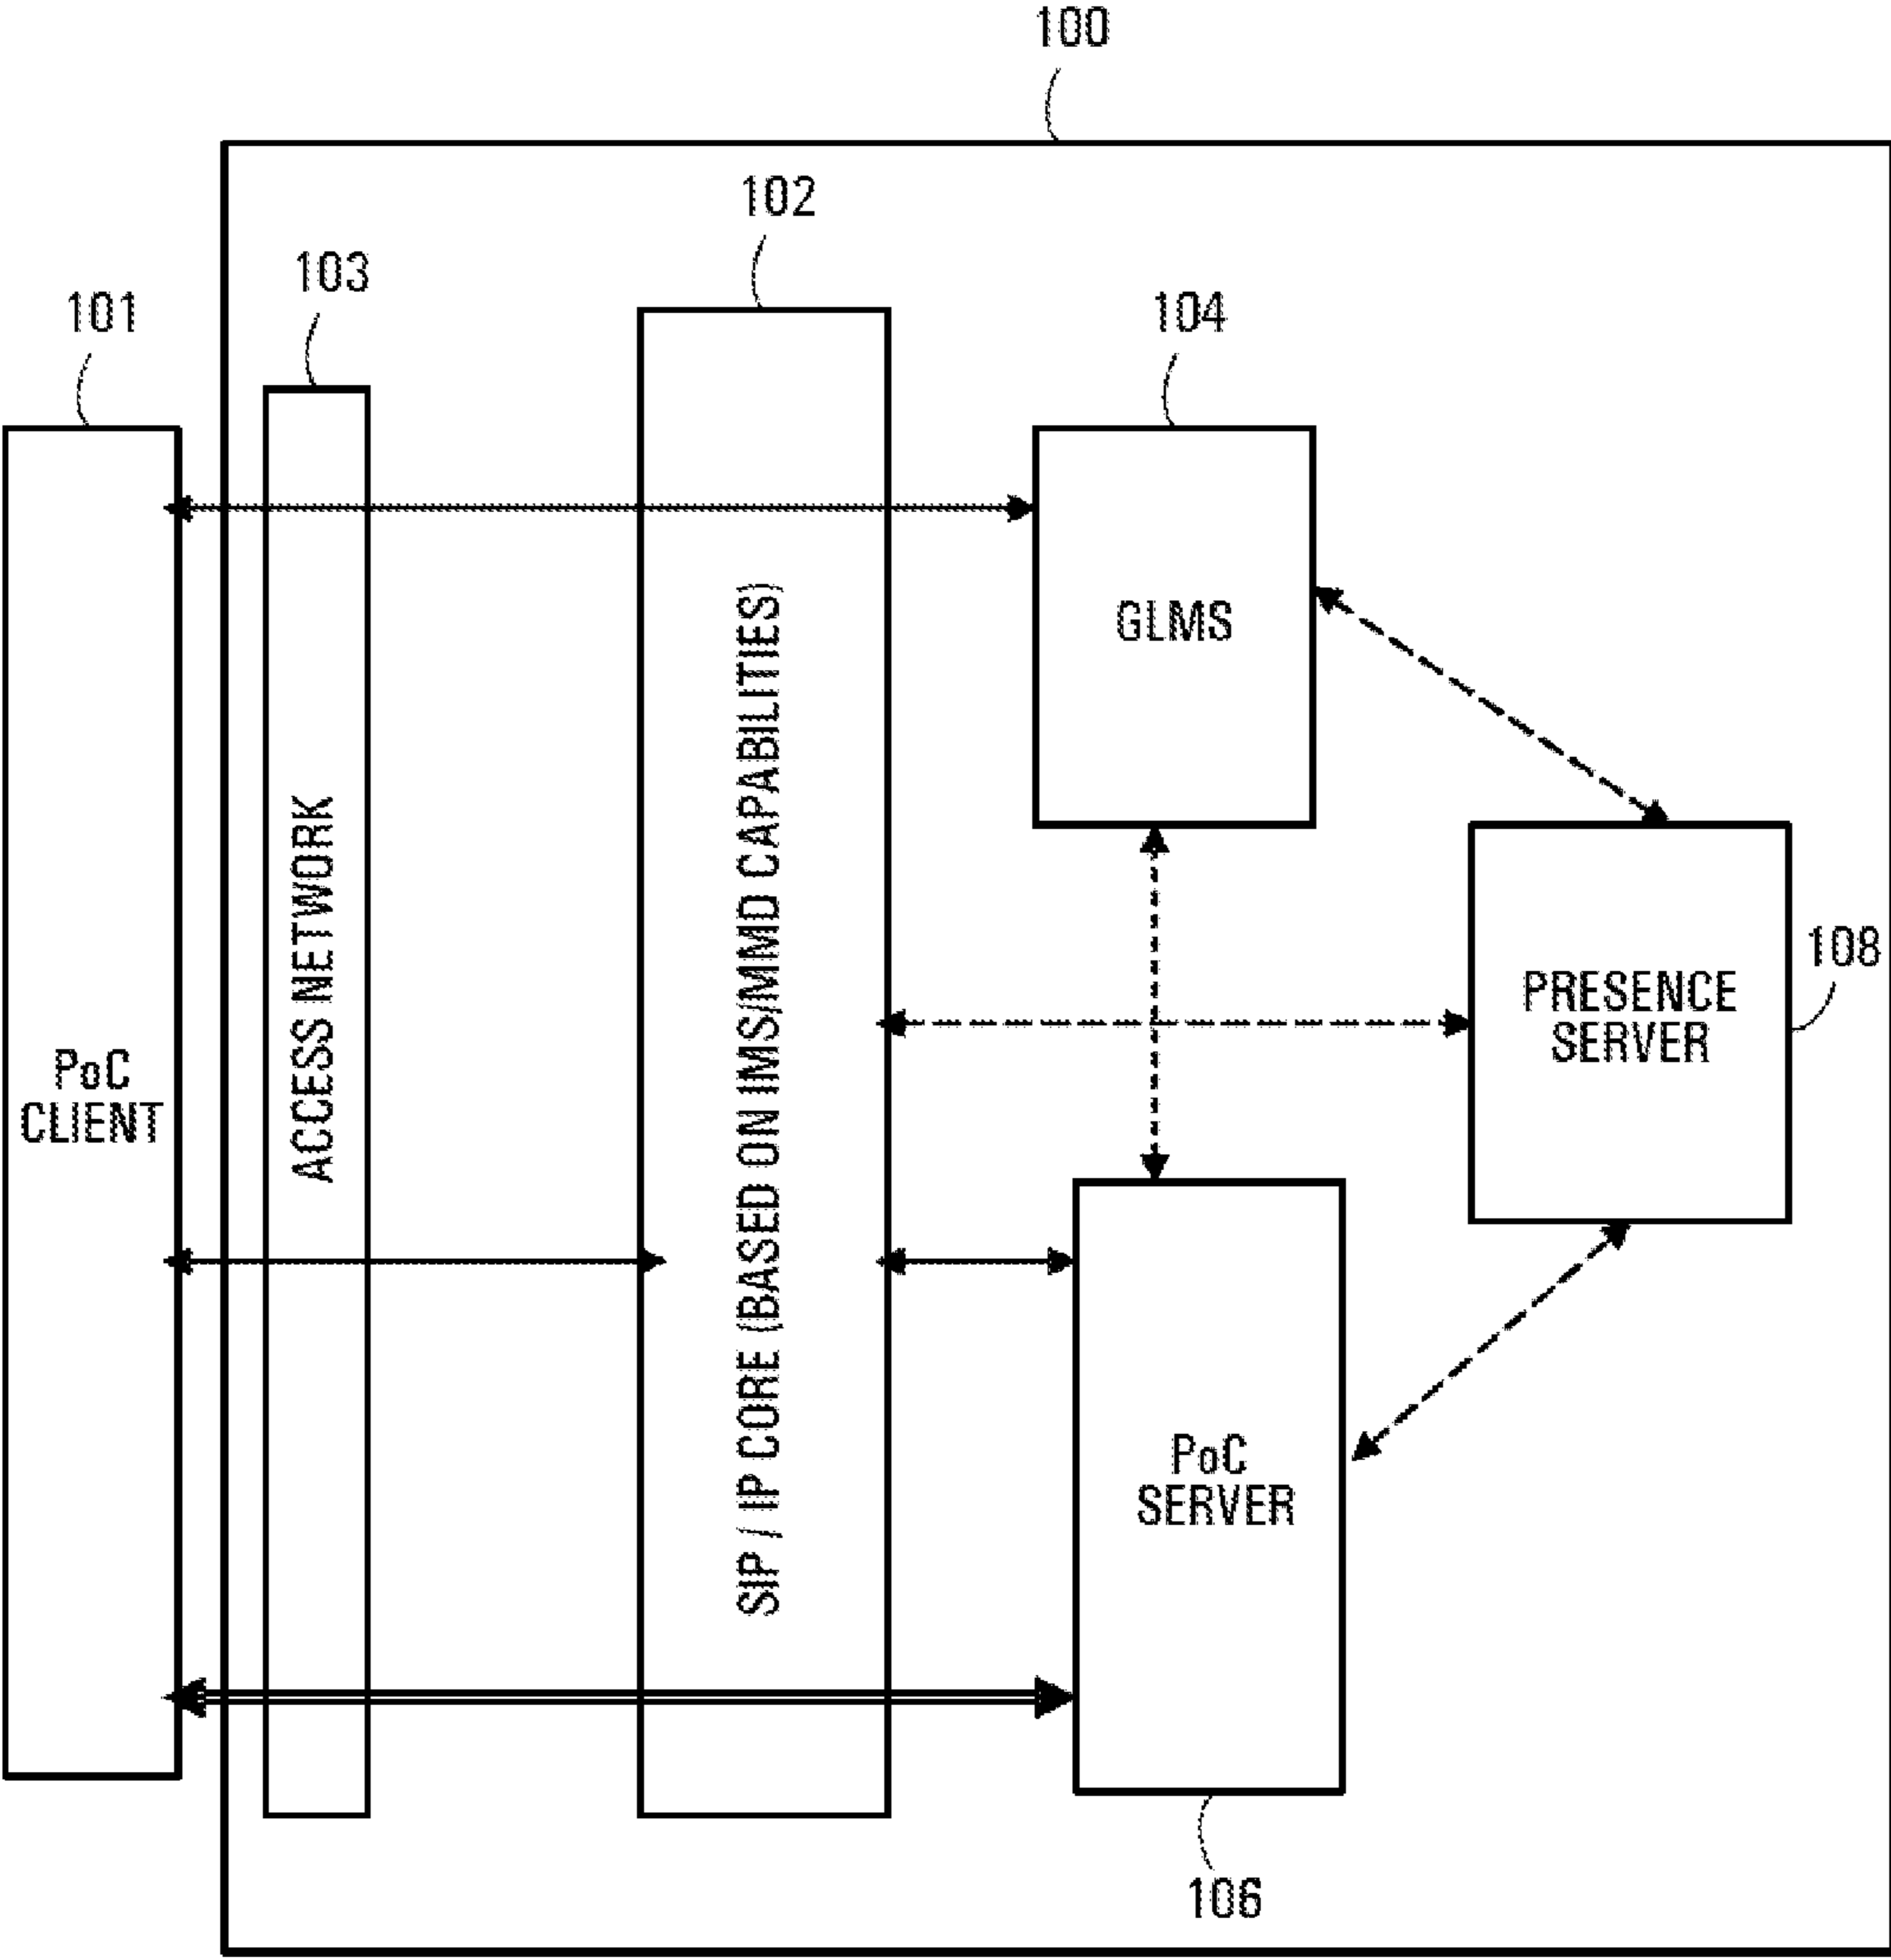 100
102
103
101
104
GLMS
108
PRESENCE
SERVER
ACCESS NETWORK
SIP / IP CORE (BASED ON IMS/MMD CAPABILITIES)
PoC
CLIENT
PoC
SERVER
106